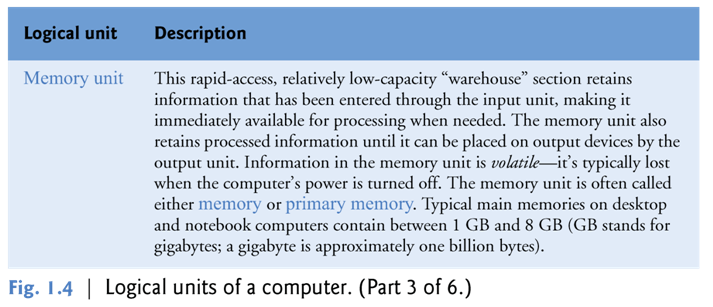 Logical unit Description
Memory unit This rapid-access, relatively low-capacity “warehouse” section retains
information that has been entered through the input unit, making it
immediately available for processing when needed. The memory unit also
retains processed information until it can be placed on output devices by the
output unit. Information in the memory unit is volatile—it’s typically lost
when the computer’s power is turned off. The memory unit is often called
either memory or primary memory. Typical main memories on desktop
and notebook computers contain between 1 GB and 8 GB (GB stands for
gigabytes; a gigabyte is approximately one billion bytes).
Fig. 1.4 | Logical units of a computer. (Part 3 of 6.)